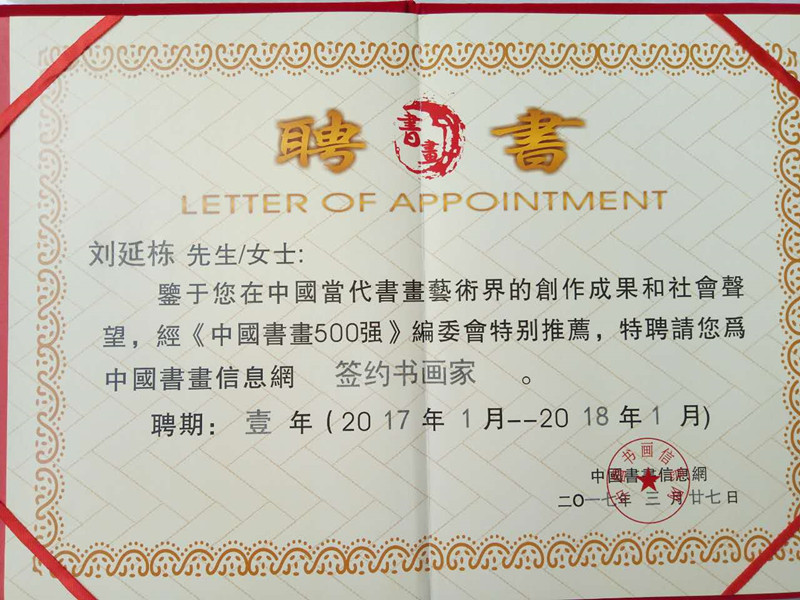 聘 書畫 書
LETTER OF APPOINTMENT
刘延栋 先生/女士:
鑒于您在中國當代書畫藝術界的創作成果和社會聲
望，經《中國書畫500强》編委會特别推薦，特聘請您爲
中國書畫信息網 签约书画家 。
聘期：壹 年 (2017 年 1 月--2018 年 1 月)
中國書畫信息網
二〇一七年 三 月 廿七 日